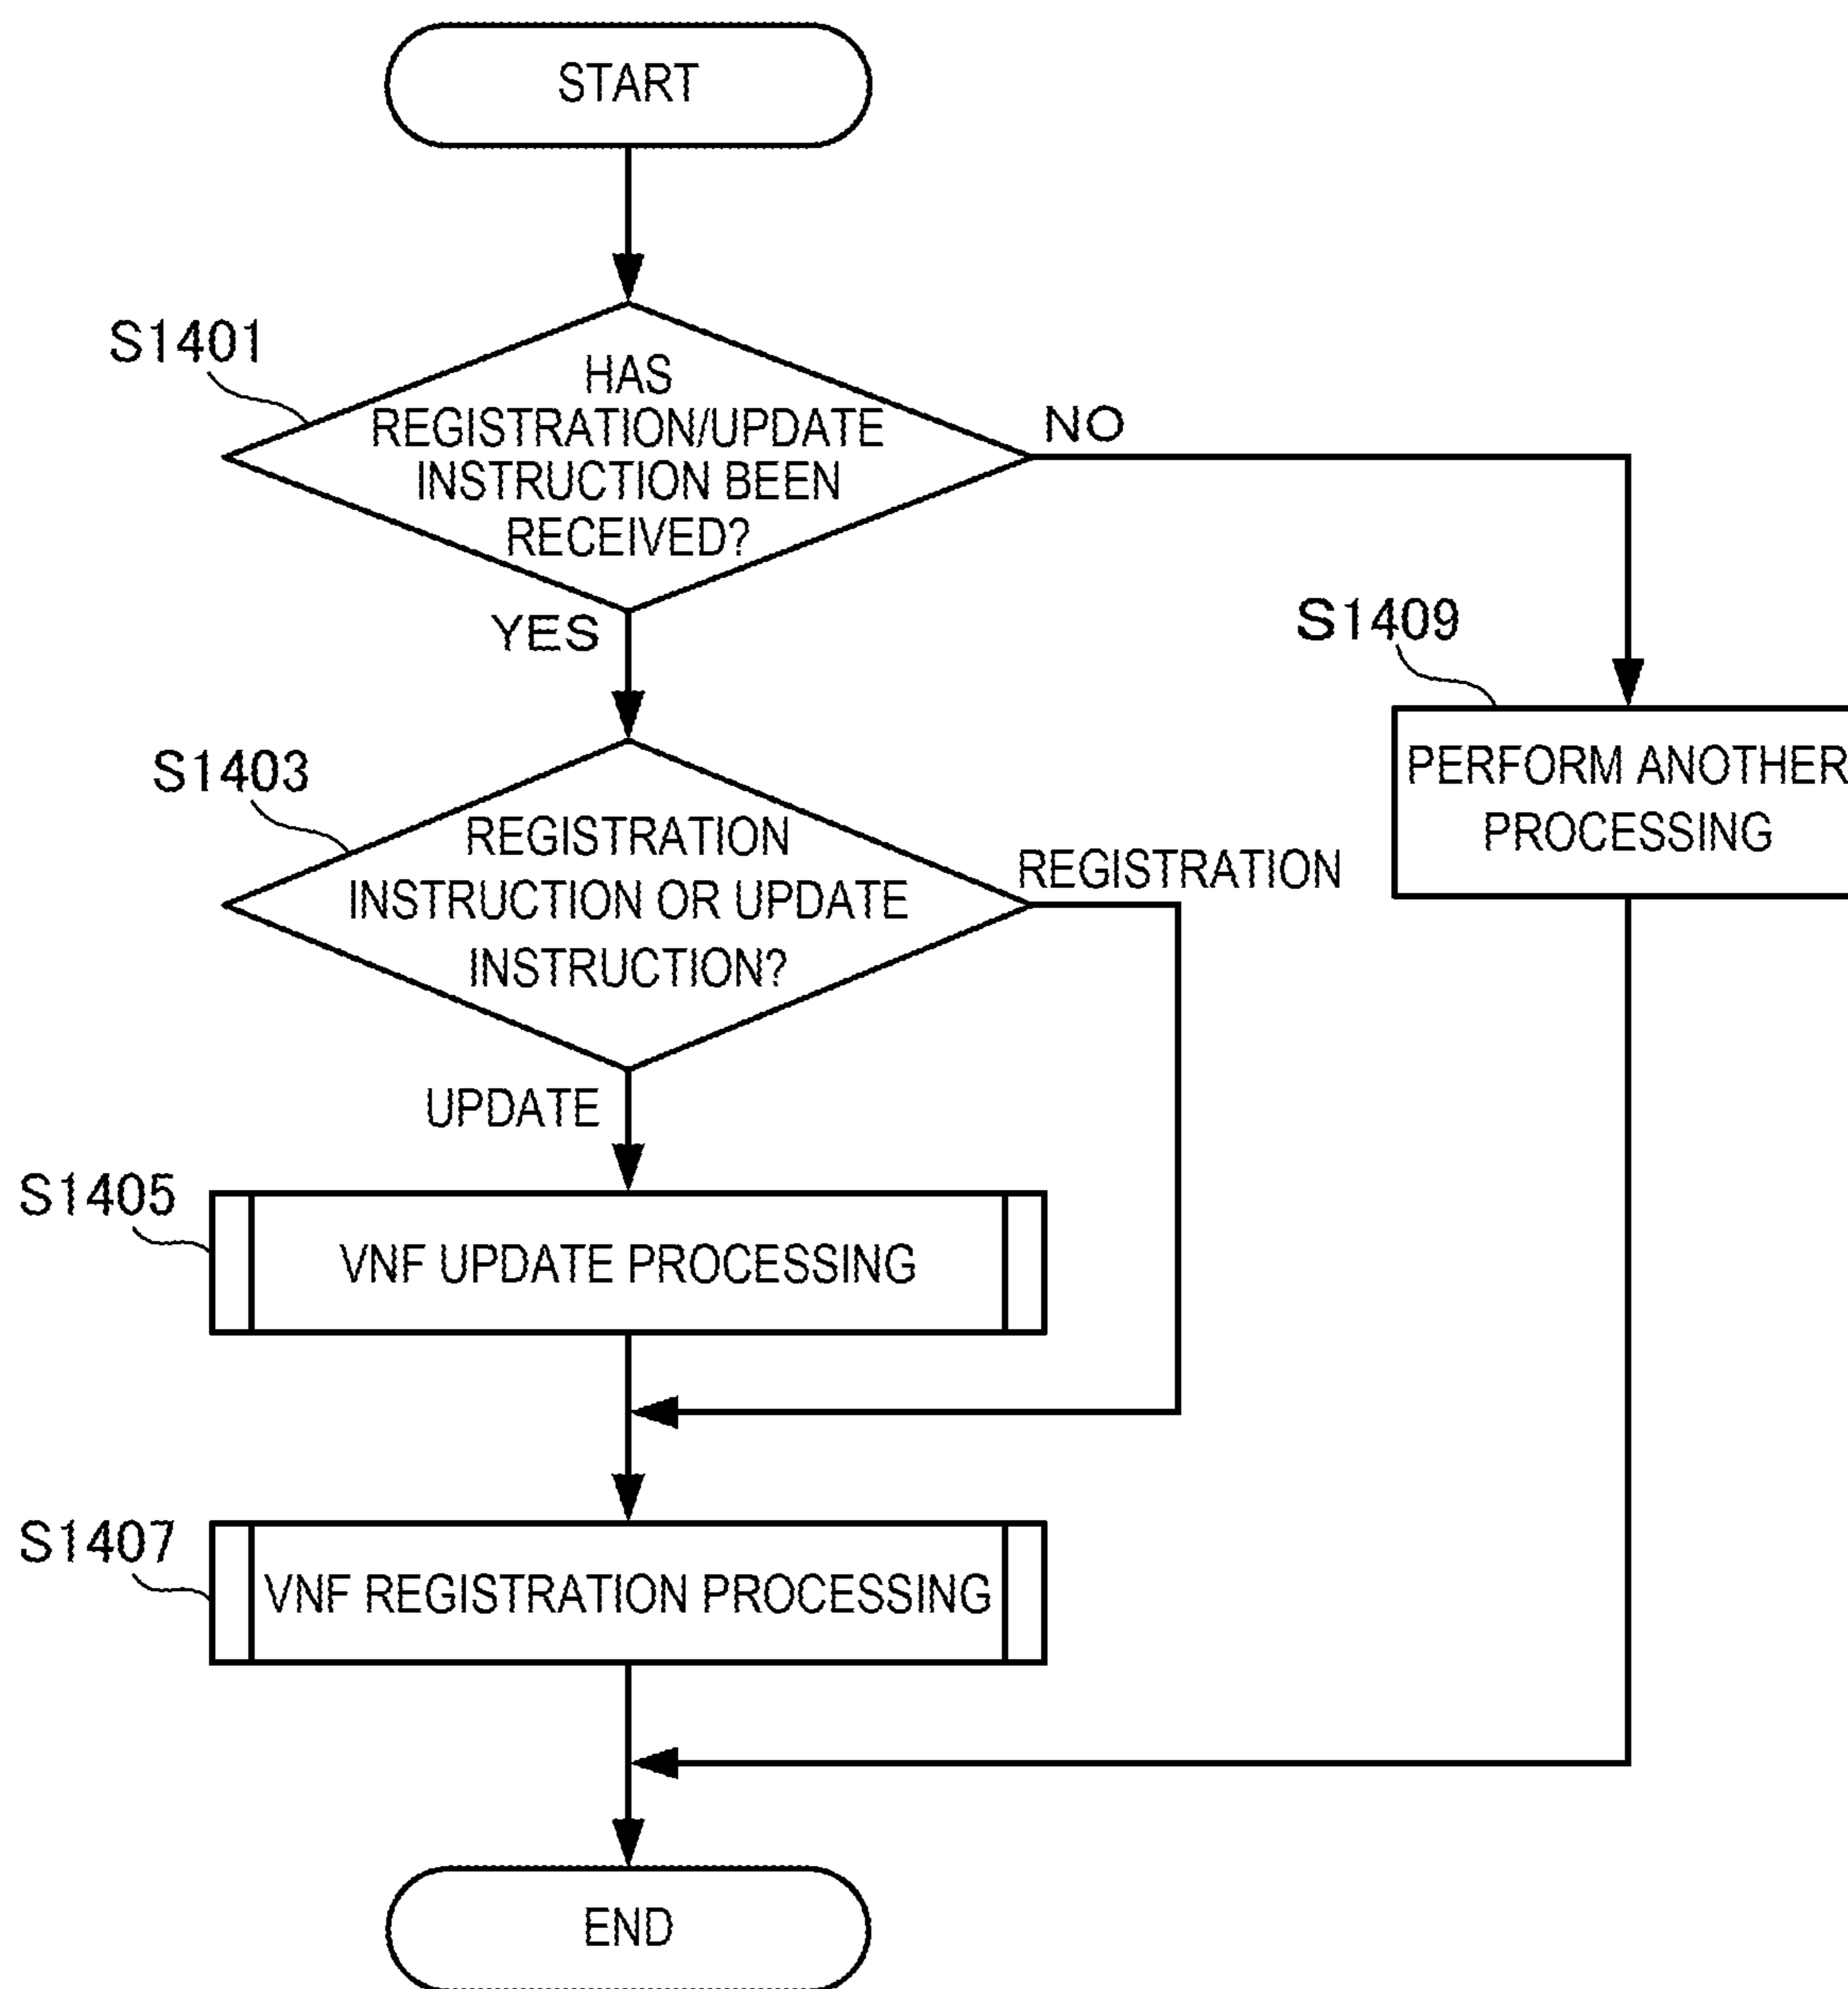 START
S1401
HAS
REGISTRATION/UPDATE
INSTRUCTION BEEN
RECEIVED?
NO
YES
S1409
PERFORM ANOTHER
PROCESSING
S1403
REGISTRATION
INSTRUCTION OR UPDATE
INSTRUCTION?
REGISTRATION
UPDATE
S1405
VNF UPDATE PROCESSING
S1407
VNF REGISTRATION PROCESSING
END